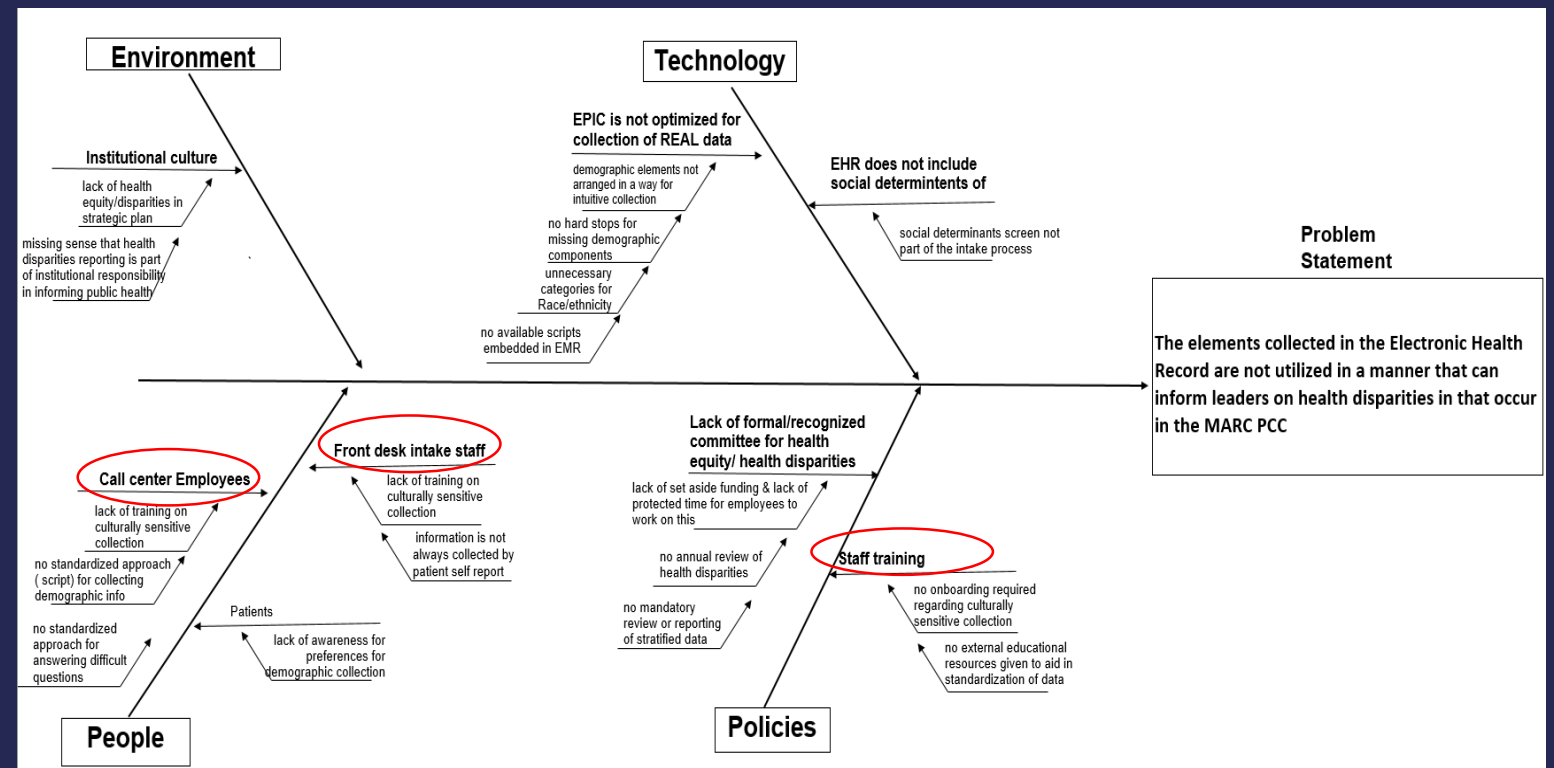 Environment
Institutional culture
lack of health
equity/disparities in
strategic plan
missing sense that health
disparities reporting is part
of institutional responsibility
in informing public health
Technology
EPIC is not optimized for
collection of REAL data
demographic elements not
arranged in a way for
intuitive collection
no hard stops for
missing demographic
components
unnecessary
categories for
Race/ethnicity
no available scripts
embedded in EMR
EHR does not include
social determintents of
social determinants screen not
part of the intake process
Problem
Statement
The elements collected in the Electronic Health
Record are not utilized in a manner that can
inform leaders on health disparities in that occur
in the MARC PCC
Call center Employees
lack of training on
culturally sensitive
collection
no standardized approach
( script) for collecting
demographic info
no standardized
approach for
answering difficult
questions
Front desk intake staff
lack of training on
culturally sensitive
collection
information is not
always collected by
patient self report
Patients
lack of awareness for
preferences for
demographic collection
People
Lack of formal/recognized
committee for health
equity/ health disparities
lack of set aside funding & lack of
protected time for employees to
work on this
no annual review of
health disparities
no mandatory
review or reporting
of stratified data
Staff training
no onboarding required
regarding culturally
sensitive collection
no external educational
resources given to aid in
standardization of data
Policies